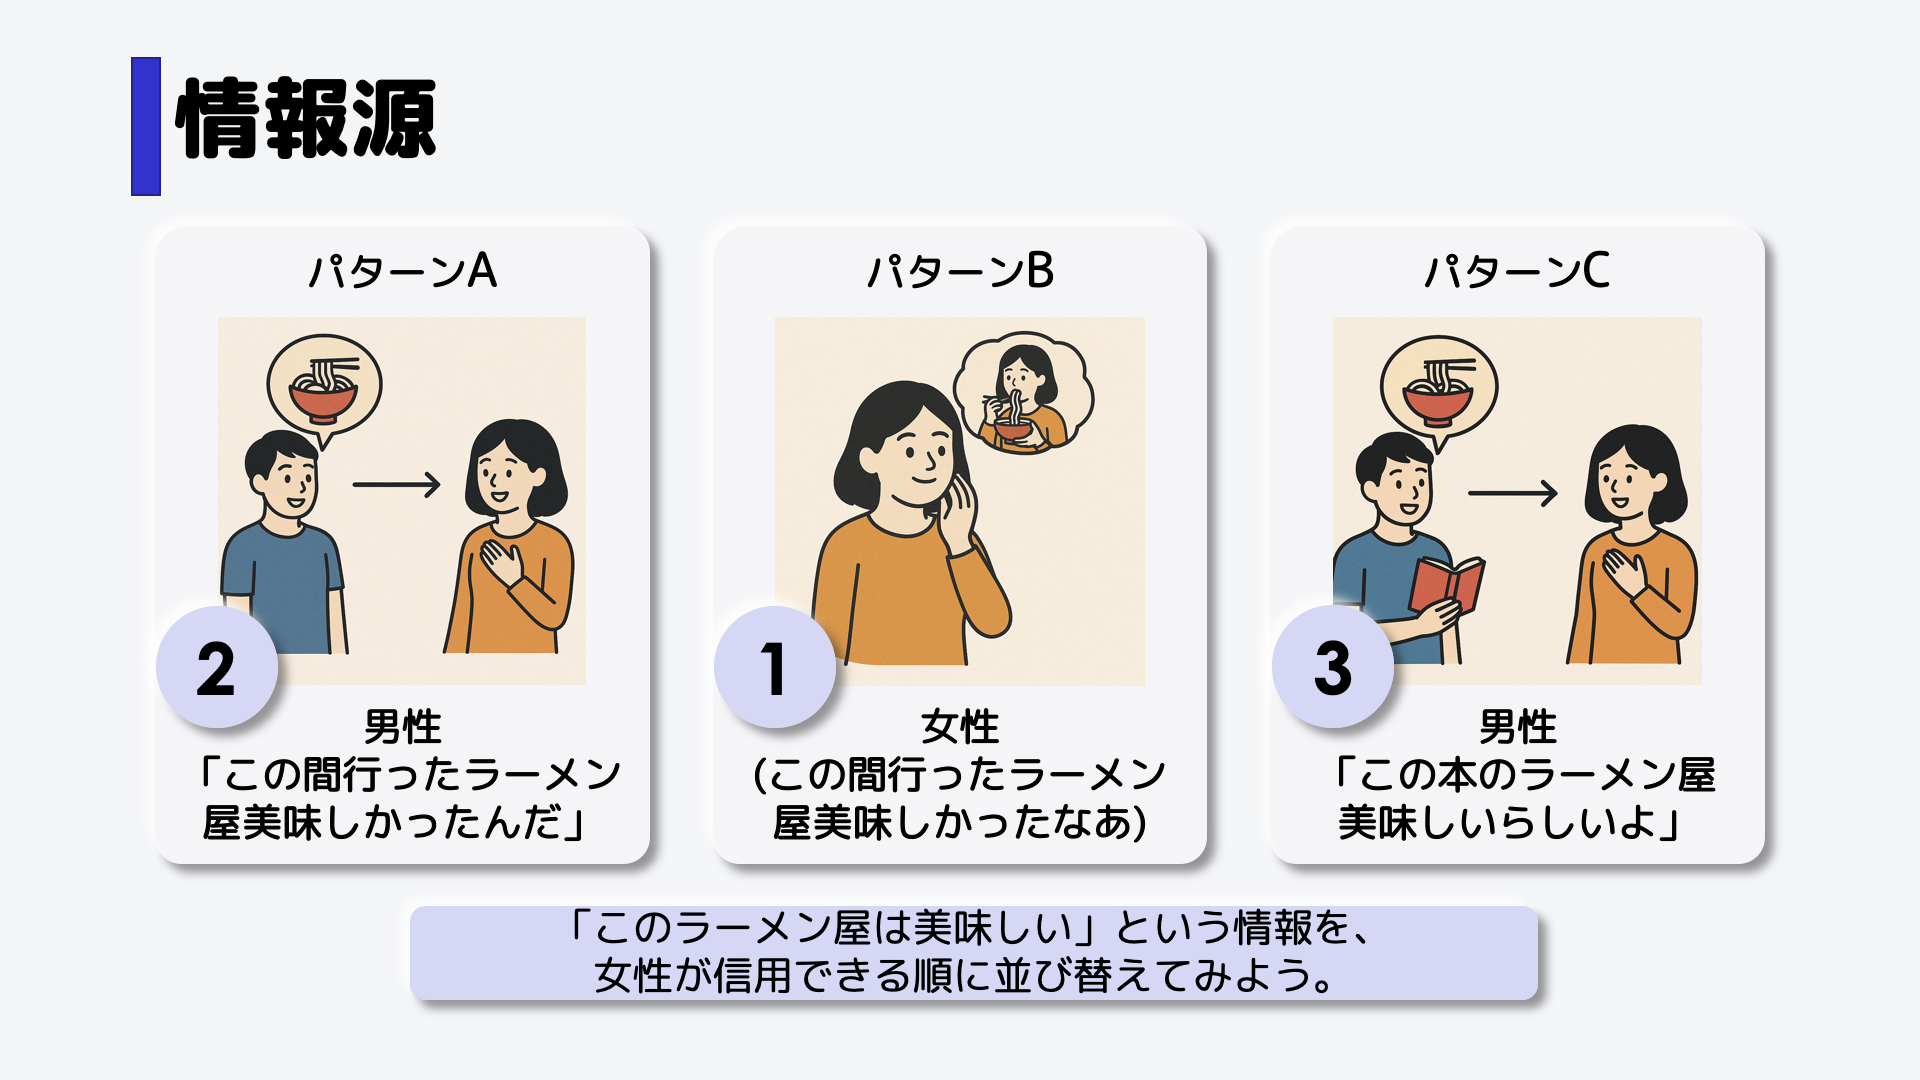 情報源
パターンA
2
男性
「この間行ったラーメン
屋美味しかったんだ」
パターンB
1
女性
(この間行ったラーメン
屋美味しかったなあ)
パターンC
3
男性
「この本のラーメン屋
美味しいらしいよ」
「このラーメン屋は美味しい」という情報を、
女性が信用できる順に並び替えてみよう。